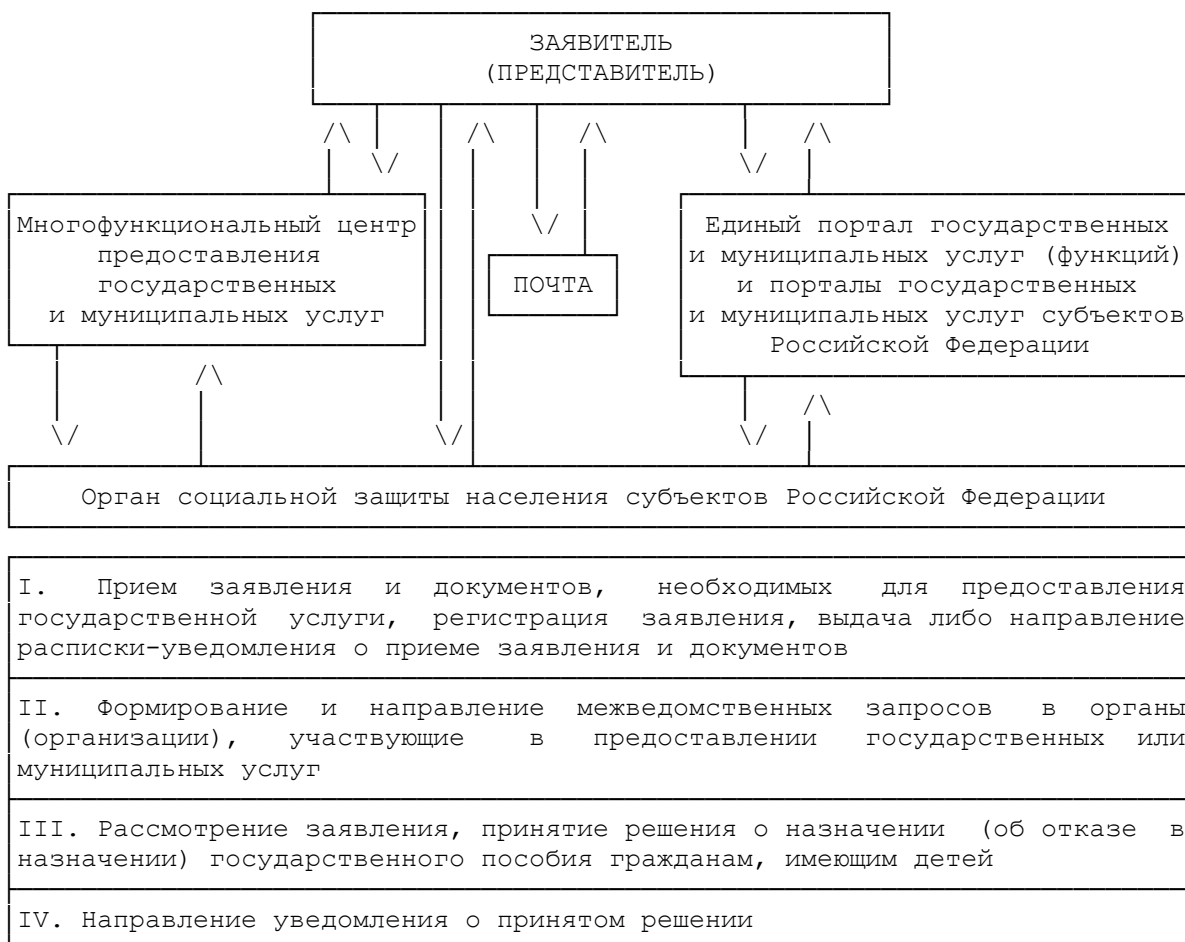 ЗАЯВИТЕЛЬ
(ПРЕДСТАВИТЕЛЬ)
Многофункциональный центр
предоставления
государственных
и муниципальных услуг
ПОЧТА
Единый портал государственных
и муниципальных услуг (функций)
и порталы государственных
и муниципальных услуг субъектов
Российской Федерации
Орган социальной защиты населения субъектов Российской Федерации
I. Прием заявления и документов, необходимых для предоставления
государственной услуги, регистрация заявления, выдача либо направление
расписки-уведомления о приеме заявления и документов
II. Формирование и направление межведомственных запросов в органы
(организации), участвующие в предоставлении государственных или
муниципальных услуг
III. Рассмотрение заявления, принятие решения о назначении (об отказе в
назначении) государственного пособия гражданам, имеющим детей
IV. Направление уведомления о принятом решении